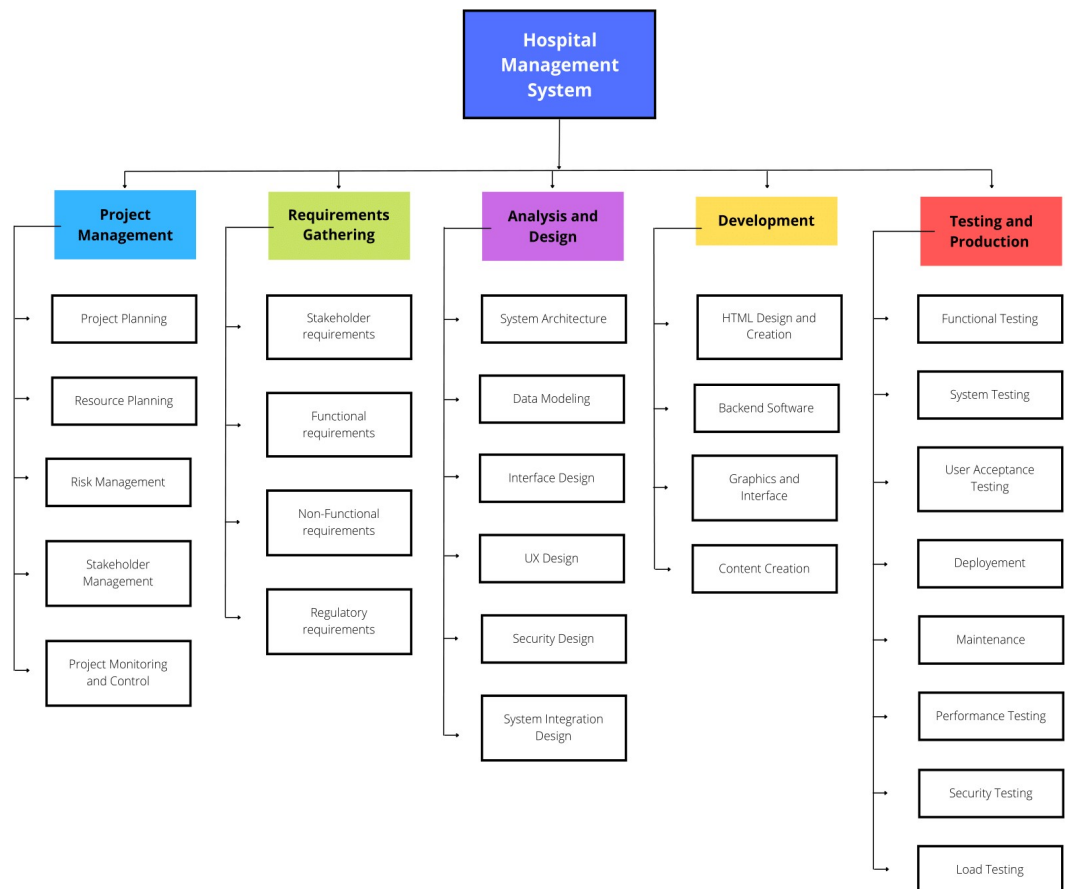 Hospital
Management
System
Project
Management
Project Planning
Resource Planning
Risk Management
Stakeholder
Management
Project Monitoring
and Control
Requirements
Gathering
Stakeholder
requirements
Functional
requirements
Non-Functional
requirements
Regulatory
requirements
Analysis and
Design
System Architecture
Data Modeling
Interface Design
UX Design
Security Design
System Integration
Design
Development
HTML Design and
Creation
Backend Software
Graphics and
Interface
Content Creation
Testing and
Production
Functional Testing
System Testing
User Acceptance
Testing
Deployement
Maintenance
Performance Testing
Security Testing
Load Testing